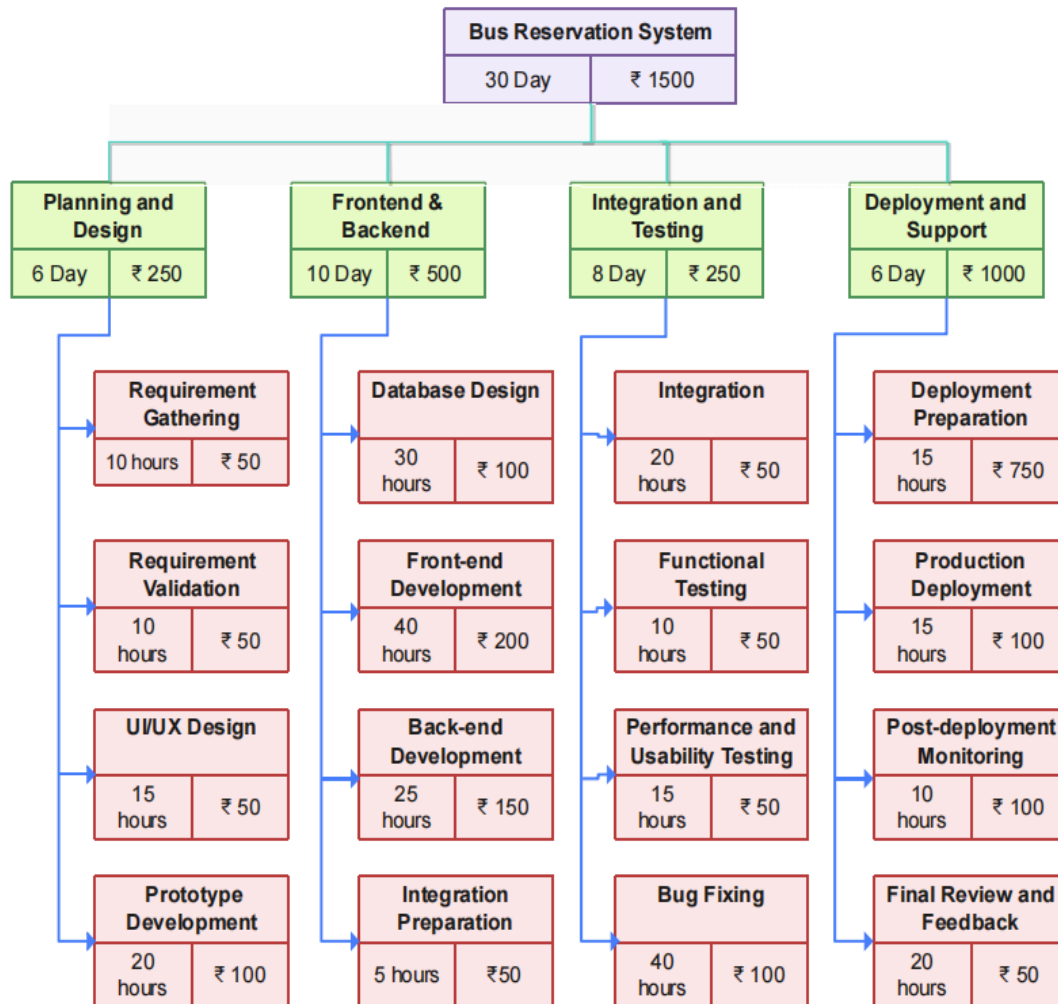 Bus Reservation System
30 Day ₹ 1500
Planning and
Design
6 Day ₹ 250
Frontend &
Backend
10 Day ₹ 500
Integration and
Testing
8 Day ₹ 250
Deployment and
Support
6 Day ₹ 1000
Requirement
Gathering
10 hours ₹ 50
Requirement
Validation
10
hours
₹ 50
UI/UX Design
15
hours
₹ 50
Prototype
Development
20
hours
₹ 100
Database Design
30
hours
₹ 100
Front-end
Development
40
hours
₹ 200
Back-end
Development
25
hours
₹ 150
Integration
Preparation
5 hours ₹50
Integration
20
hours
₹ 50
Functional
Testing
10
hours
₹ 50
Performance and
Usability Testing
15
hours
₹ 50
Bug Fixing
40
hours
₹ 100
Deployment
Preparation
15
hours
₹ 750
Production
Deployment
15
hours
₹ 100
Post-deployment
Monitoring
10
hours
₹ 100
Final Review and
Feedback
20
hours
₹ 50